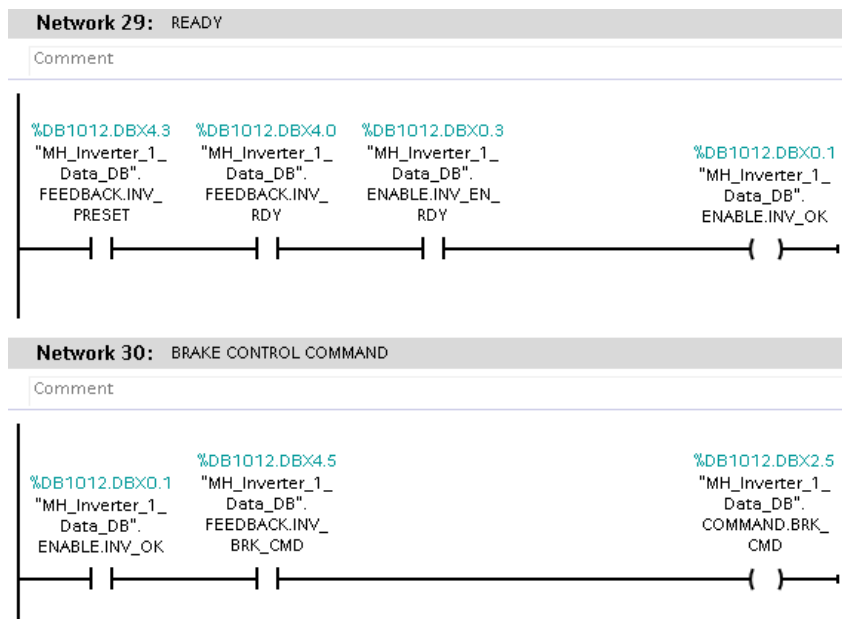 Network 29: READY
Comment
%DB1012.DBX4.3 %DB1012.DBX4.0 %DB1012.DBX0.3
"MH_Inverter_1_ "MH_Inverter_1_ "MH_Inverter_1_ %DB1012.DBX0.1
Data_DB". Data_DB". Data_DB". "MH_Inverter_1_
FEEDBACK.INV_ FEEDBACK.INV_ ENABLE.INV_EN_ Data_DB".
PRESET RDY RDY ENABLE.INV_OK
Network 30: BRAKE CONTROL COMMAND
Comment
%DB1012.DBX4.5 %DB1012.DBX2.5
%DB1012.DBX0.1 "MH_Inverter_1_ "MH_Inverter_1_
"MH_Inverter_1_ Data_DB". Data_DB".
Data_DB". FEEDBACK.INV_ COMMAND.BRK_
ENABLE.INV_OK BRK_CMD CMD